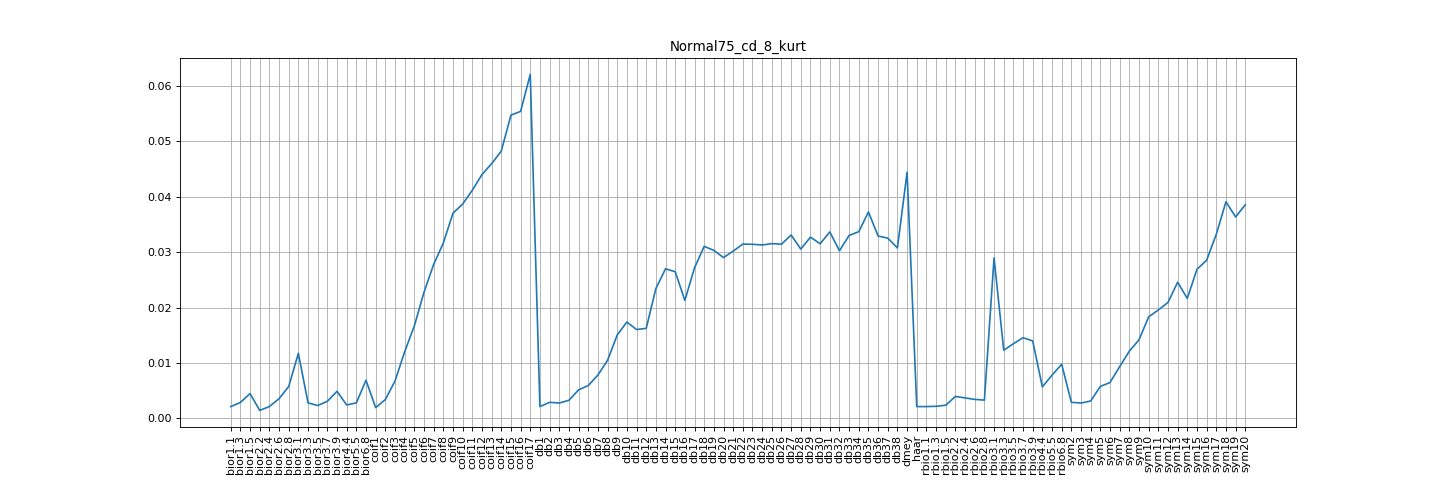 Normal75_cd_8_kurt
0.06
0.05
0.04
0.03
0.02
0.01
0.00
bior1.1
bior1.3
bior1.5
bior2.2
bior2.4
bior2.6
bior2.8
bior3.1
bior3.3
bior3.5
bior3.7
bior3.9
bior4.4
bior5.5
bior6.8
coif1
coif2
coif3
coif4
coif5
coif6
coif7
coif8
coif9
coif10
coif11
coif12
coif13
coif14
coif15
coif16
coif17
db1
db2
db3
db4
db5
db6
db7
db8
db9
db10
db11
db12
db13
db14
db15
db16
db17
db18
db19
db20
db21
db22
db23
db24
db25
db26
db27
db28
db29
db30
db31
db32
db33
db34
db35
db36
db37
db38
dmey
haar
rbio1.1
rbio1.3
rbio1.5
rbio2.2
rbio2.4
rbio2.6
rbio2.8
rbio3.1
rbio3.3
rbio3.5
rbio3.7
rbio3.9
rbio4.4
rbio5.5
rbio6.8
sym2
sym3
sym4
sym5
sym6
sym7
sym8
sym9
sym10
sym11
sym12
sym13
sym14
sym15
sym16
sym17
sym18
sym19
sym20